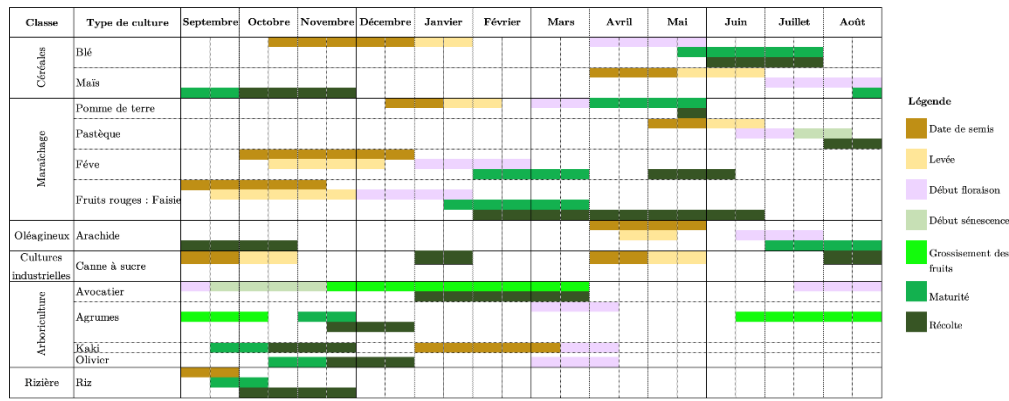 Classe Type de culture Septembre Octobre Novembre Décembre Janvier Février Mars Avril Mai Juin Juillet Août
Céréales
Blé
Maïs
Maraîchage
Pomme de terre
Pastèque
Féve
Fruits rouges : Faisie
Oléagineux Arachide
Cultures
industrielles
Canne à sucre
Arboriculture
Avocatier
Agrumes
Kaki
Olivier
Rizière Riz
Légende
Date de semis
Levée
Début floraison
Début sénescence
Grossissement des
fruits
Maturité
Récolte